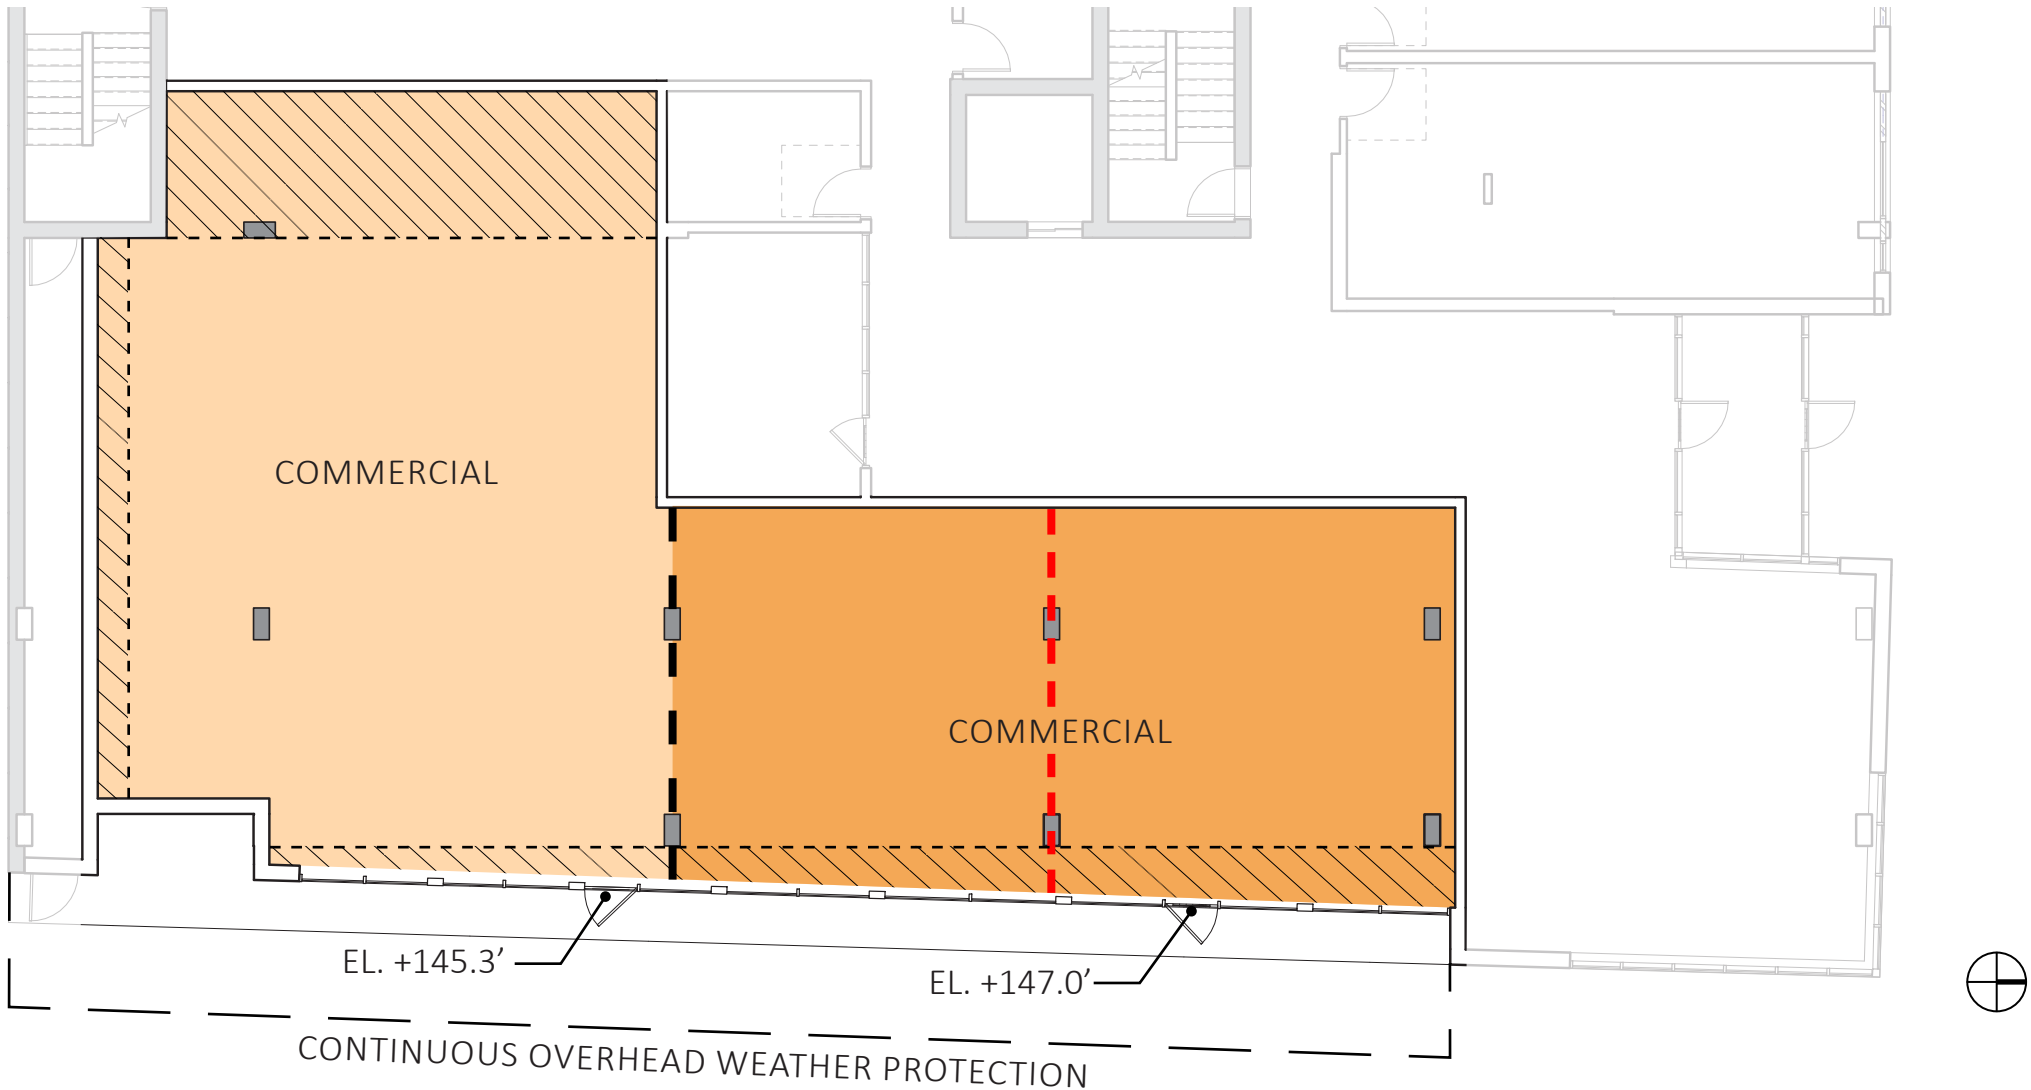 COMMERCIAL
COMMERCIAL
EL. +145.3’
EL. +147.0’
CONTINUOUS OVERHEAD WEATHER PROTECTION